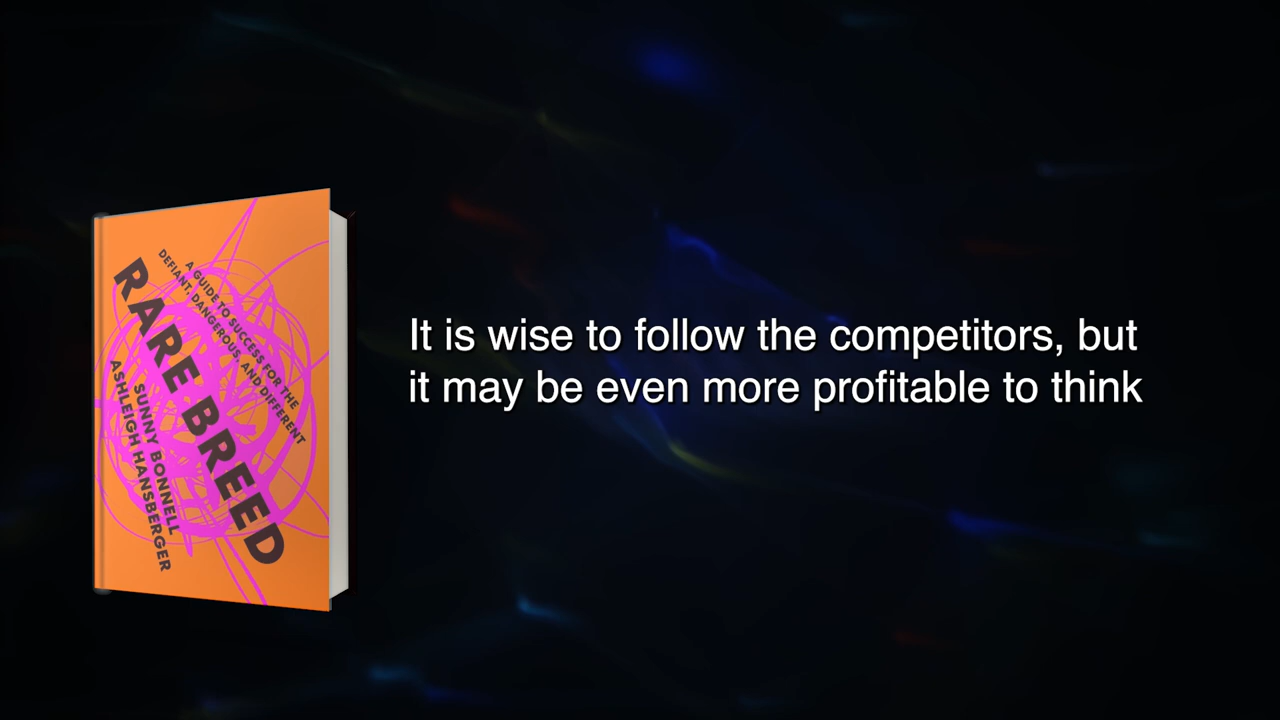 A GUIDE TO SUCCESS FOR THE
DEFIANT, DANGEROUS, AND DIFFERENT
RARE BREED
SUNNY BONNELL
ASHLEIGH HANSBERGER
It is wise to follow the competitors, but
it may be even more profitable to think